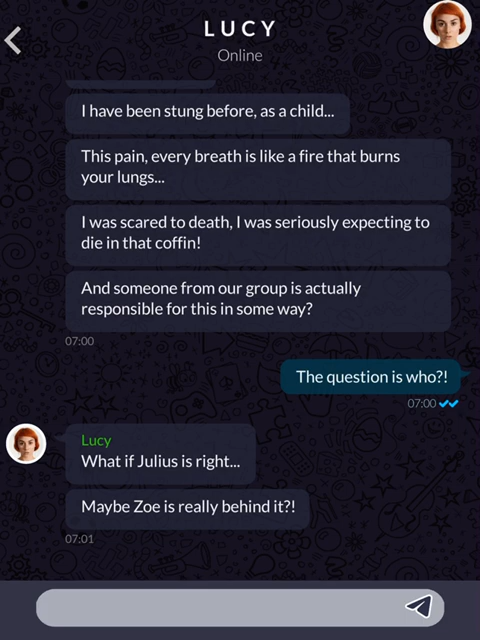 LUCY
Online
I have been stung before, as a child...
This pain, every breath is like a fire that burns
your lungs...
I was scared to death, I was seriously expecting to
die in that coffin!
And someone from our group is actually
responsible for this in some way?
07:00
The question is who?!
07:00
Lucy
What if Julius is right...
Maybe Zoe is really behind it?!
07:01